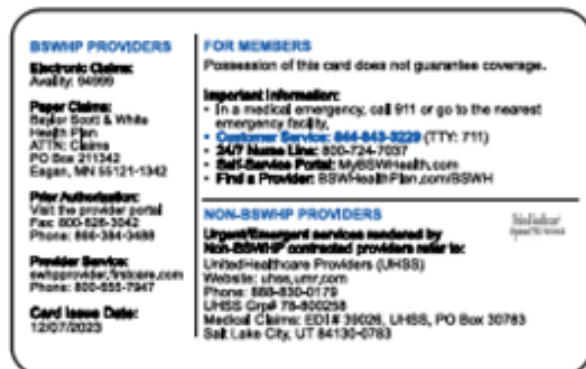 BSWHP PROVIDERS
Electronic Claims:
Availity: 94999
Paper Claims:
Baylor Scott & White
Health Plan
ATTN: Claims
PO Box 211342
Eagan, MN 55121-1342
Prior Authorization:
Visit the provider portal
Fax: 800-626-3042
Phone: 866-384-3488
Provider Service:
swhpprovider.firstcare.com
Phone: 800-655-7947
Card Issue Date:
12/07/2023
FOR MEMBERS
Possession of this card does not guarantee coverage.
Important Information:
• In a medical emergency, call 911 or go to the nearest
emergency facility.
• Customer Service: 844-843-3229 (TTY: 711)
• 24/7 Nurse Line: 800-724-7037
• Self-Service Portal: MyBSWHealth.com
• Find a Provider: BSWHealthPlan.com/BSWH
NON-BSWHP PROVIDERS
Urgent/Emergent services rendered by
Non-BSWHP contracted providers refer to:
UnitedHealthcare Providers (UHSS)
Website: uhss.umr.com
Phone: 888-830-0179
UHSS Grp# 78-800298
Medical Claims: EDI# 39026, UHSS, PO Box 30783
Salt Lake City, UT 84130-0783